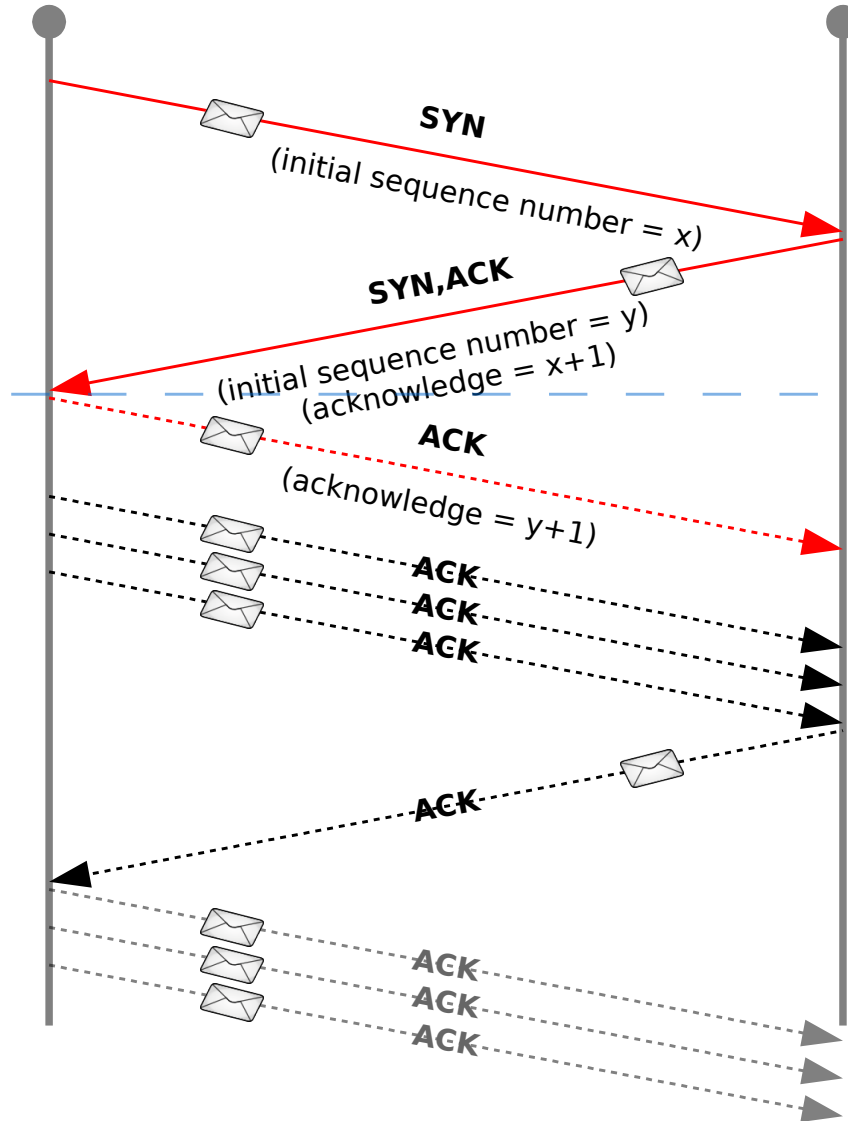 SYN
(initial sequence number = x)
SYN,ACK
(initial sequence number = y)
(acknowledge = x+1)
ACK
(acknowledge = y+1)
ACK
ACK
ACK
ACK
ACK
ACK
ACK